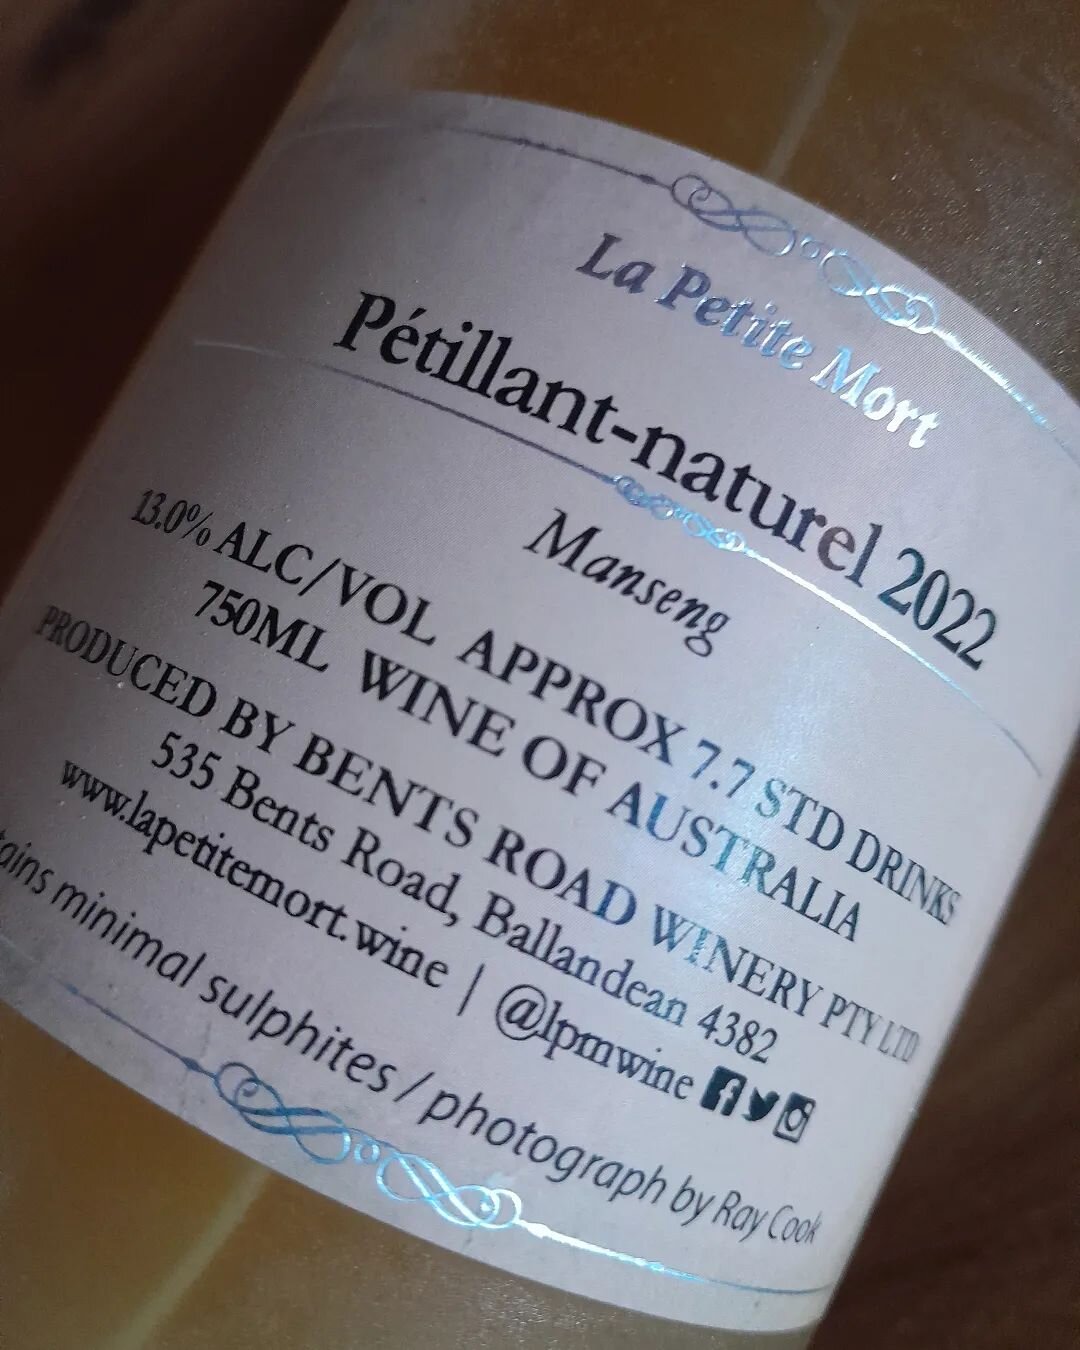 La Petite Mort
Pétillant-naturel 2022
Manseng
13.0% ALC/VOL APPROX 7.7 STD DRINKS
750ML WINE OF AUSTRALIA
PRODUCED BY BENTS ROAD WINERY PTY LTD
535 Bents Road, Ballandean 4382
www.lapetitemort.wine | @lpmwine
minimal sulphites / photograph by Ray Cook